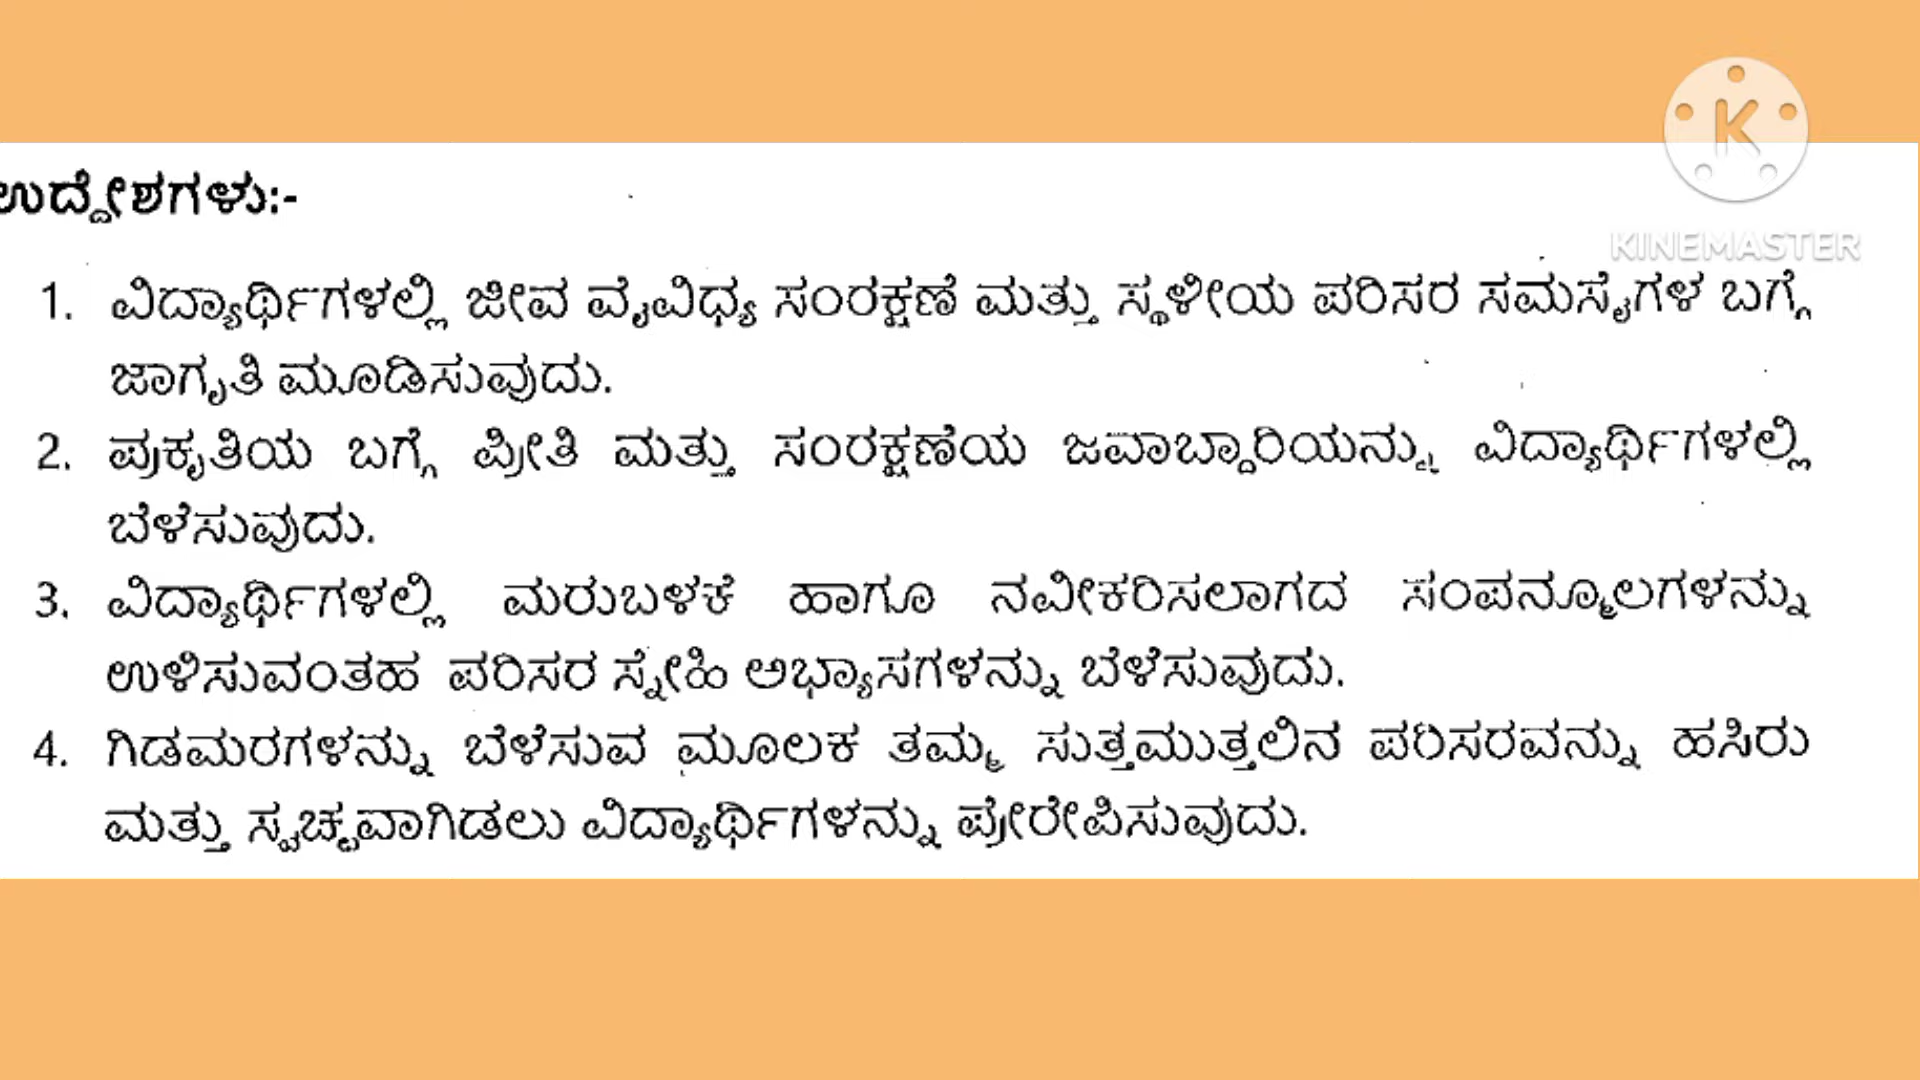 KINEMASTER
ಉದ್ದೇಶಗಳು:-
1. ವಿದ್ಯಾರ್ಥಿಗಳಲ್ಲಿ ಜೀವ ವೈವಿಧ್ಯ ಸಂರಕ್ಷಣೆ ಮತ್ತು ಸ್ಥಳೀಯ ಪರಿಸರ ಸಮಸ್ಯೆಗಳ ಬಗ್ಗೆ
ಜಾಗೃತಿ ಮೂಡಿಸುವುದು.
2. ಪ್ರಕೃತಿಯ ಬಗ್ಗೆ ಪ್ರೀತಿ ಮತ್ತು ಸಂರಕ್ಷಣೆಯ ಜವಾಬ್ದಾರಿಯನ್ನು ವಿದ್ಯಾರ್ಥಿಗಳಲ್ಲಿ
ಬೆಳೆಸುವುದು.
3. ವಿದ್ಯಾರ್ಥಿಗಳಲ್ಲಿ ಮರುಬಳಕೆ ಹಾಗೂ ನವೀಕರಿಸಲಾಗದ ಸಂಪನ್ಮೂಲಗಳನ್ನು
ಉಳಿಸುವಂತಹ ಪರಿಸರ ಸ್ನೇಹಿ ಅಭ್ಯಾಸಗಳನ್ನು ಬೆಳೆಸುವುದು.
4. ಗಿಡಮರಗಳನ್ನು ಬೆಳೆಸುವ ಮೂಲಕ ತಮ್ಮ ಸುತ್ತಮುತ್ತಲಿನ ಪರಿಸರವನ್ನು ಹಸಿರು
ಮತ್ತು ಸ್ವಚ್ಛವಾಗಿಡಲು ವಿದ್ಯಾರ್ಥಿಗಳನ್ನು ಪ್ರೇರೇಪಿಸುವುದು.